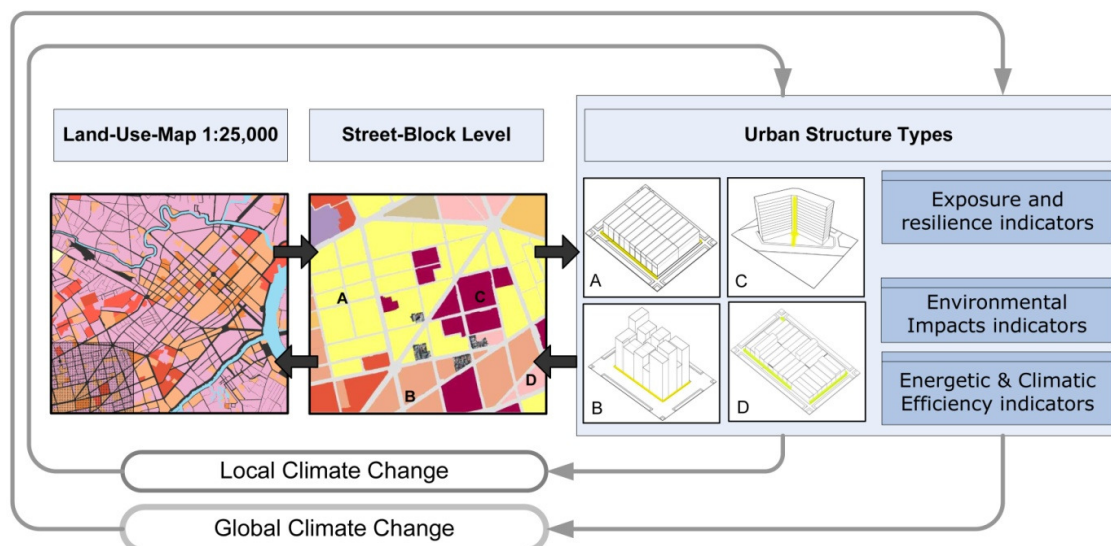 Land-Use-Map 1:25,000
Street-Block Level
Urban Structure Types
A
C
B
D
A
C
B
D
Exposure and
resilience indicators
Environmental
Impacts indicators
Energetic & Climatic
Efficiency indicators
Local Climate Change
Global Climate Change